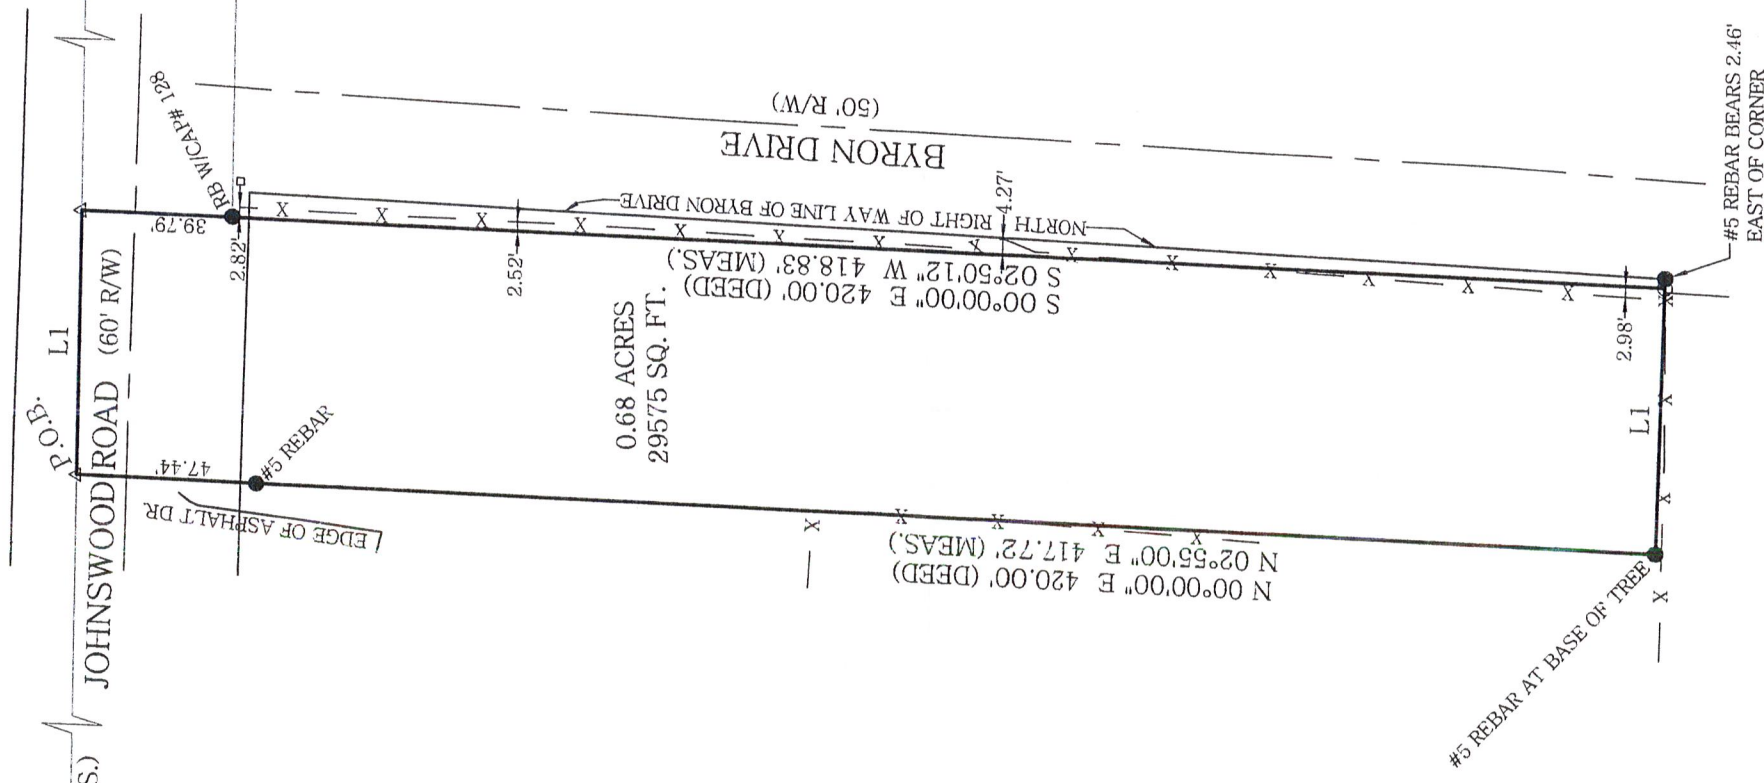 S.)
JOHNSWOOD ROAD (60' R/W)
P.O.B.
L1
47.44'
39.79'
RB W/CAP# 128
2.82'
#5 REBAR
EDGE OF ASPHALT DR
(50' R/W)
BYRON DRIVE
NORTH RIGHT OF WAY LINE OF BYRON DRIVE
2.52'
4.27'
S 00°00'00" E 420.00' (DEED)
S 02°50'12" W 418.83' (MEAS.)
0.68 ACRES
29575 SQ. FT.
N 00°00'00" E 420.00' (DEED)
N 02°55'00" E 417.72' (MEAS.)
2.98'
L1
#5 REBAR BEARS 2.46'
EAST OF CORNER
#5 REBAR AT BASE OF TREE